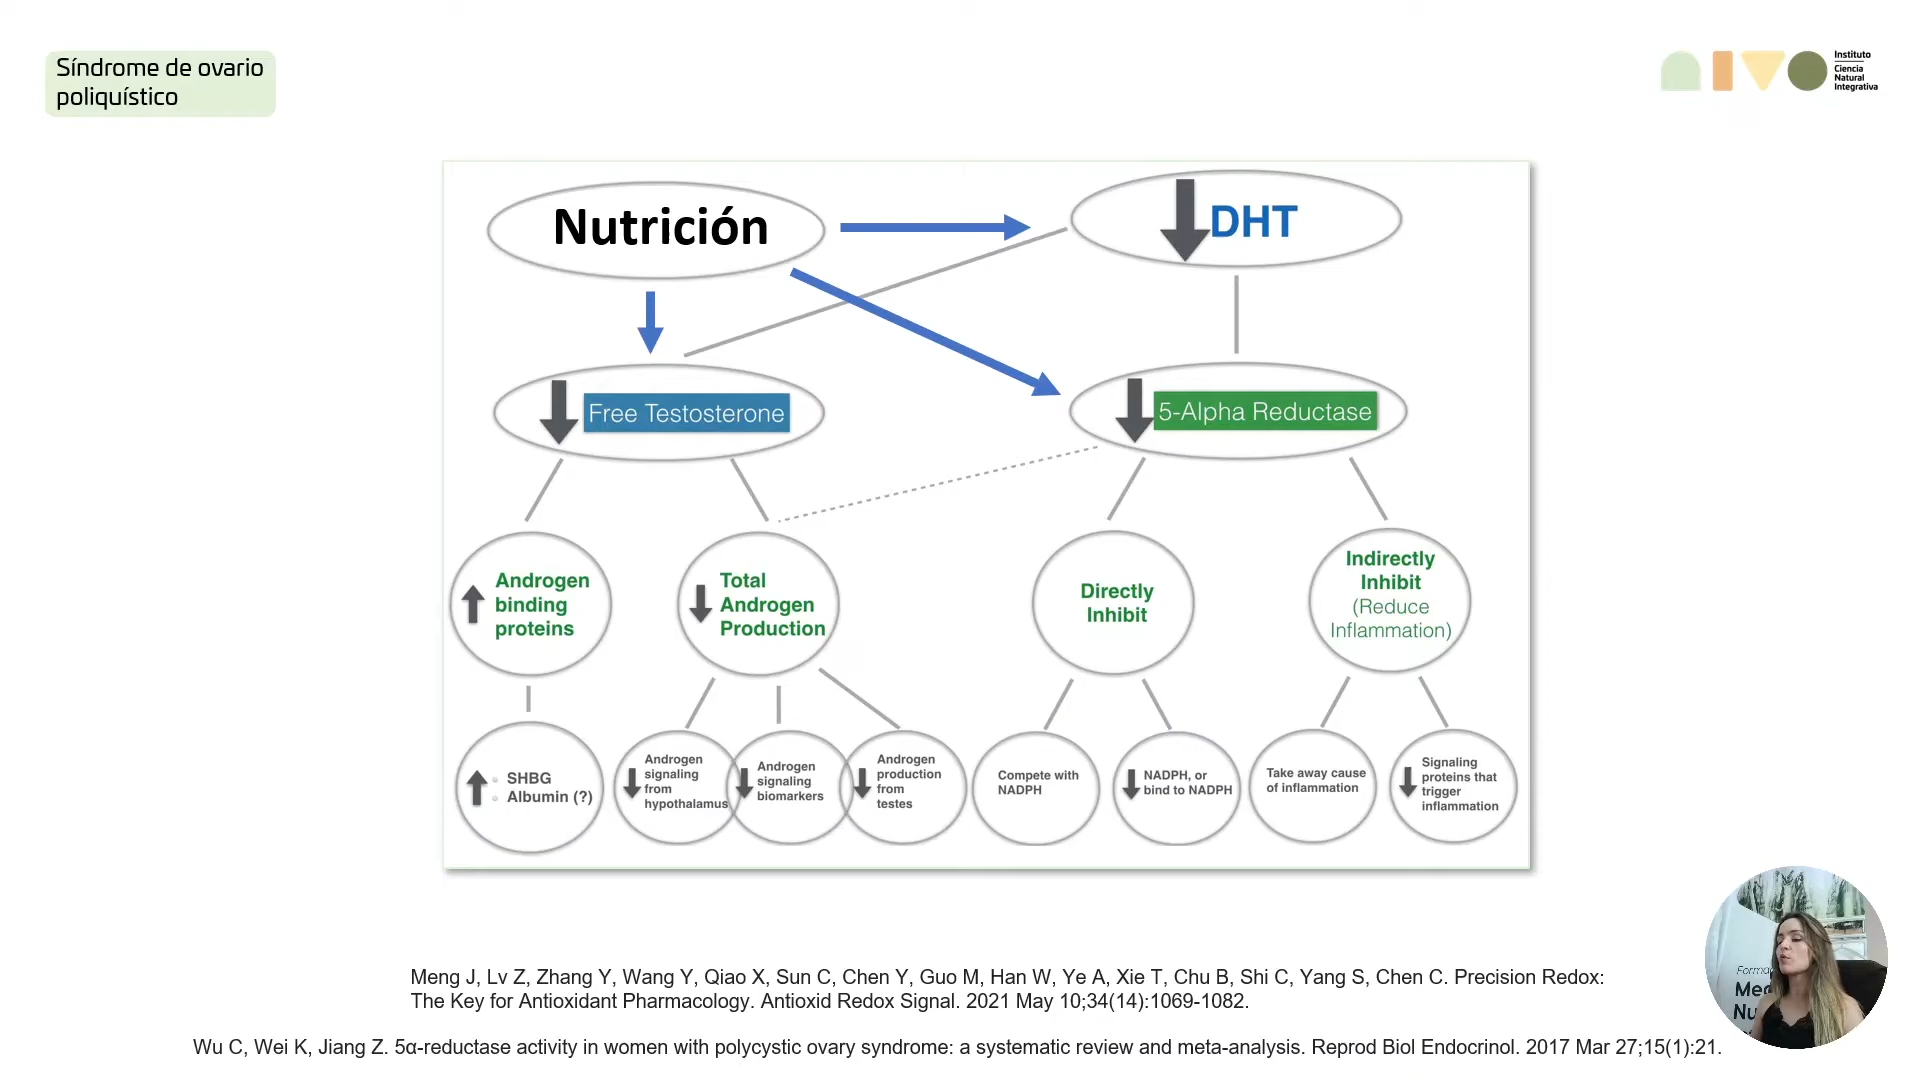 Síndrome de ovario
poliquístico
Instituto
Ciencia
Natural
Integrativa
Nutrición
DHT
Free Testosterone
5-Alpha Reductase
Androgen
binding
proteins
Total
Androgen
Production
Directly
Inhibit
Indirectly
Inhibit
(Reduce
Inflammation)
SHBG
Albumin (?)
Androgen
signaling
from
hypothalamus
Androgen
signaling
biomarkers
Androgen
production
from
testes
Compete with
NADPH
NADPH, or
bind to NADPH
Take away cause
of inflammation
Signaling
proteins that
trigger
inflammation
Meng J, Lv Z, Zhang Y, Wang Y, Qiao X, Sun C, Chen Y, Guo M, Han W, Ye A, Xie T, Chu B, Shi C, Yang S, Chen C. Precision Redox:
The Key for Antioxidant Pharmacology. Antioxid Redox Signal. 2021 May 10;34(14):1069-1082.
Wu C, Wei K, Jiang Z. 5α-reductase activity in women with polycystic ovary syndrome: a systematic review and meta-analysis. Reprod Biol Endocrinol. 2017 Mar 27;15(1):21.